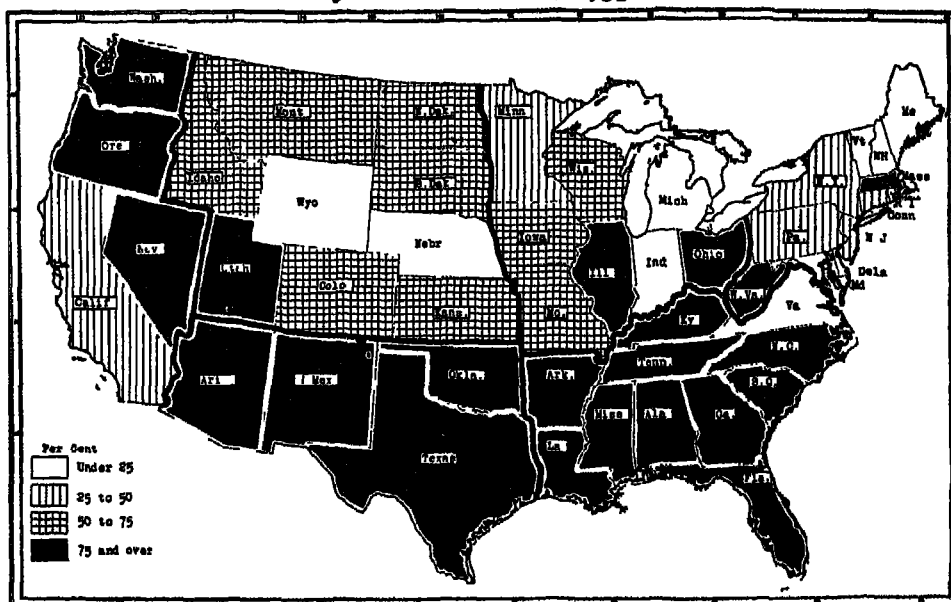 Wash.
Mont
N.Dak.
Minn
Me
Ore
Idaho
Wis.
Vt
NH
Mass
Wyo
Mich
N.Y.
Conn
Nebr
Iowa
Pa.
N J
Nev
Utah
Colo
Ill
Ind
Ohio
Dela
Md
Calif
Kans.
Mo.
W.Va.
Va
Ky
Ari
Mex
Okla.
Ark.
Tenn.
N.C.
S.C.
Miss
Ala
Ga.
Texas
La
Fla.
Per Cent
Under 25
25 to 50
50 to 75
75 and over